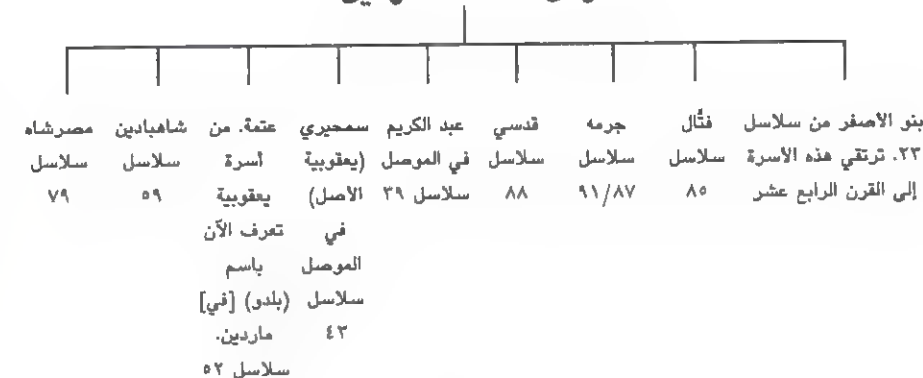 بنو الاصفر من سلاسل
٢٣. ترتقي هذه الأسرة
إلى القرن الرابع عشر
فتَّال
سلاسل
٨٥
جرمه
سلاسل
٩١/٨٧
قدسي
سلاسل
٨٨
عبد الكريم
في الموصل
سلاسل ٣٩
سمحيري
(يعقوبية
الاصل)
في
الموصل
سلاسل
٤٣
عتمة. من
أسرة
يعقوبية
تعرف الآن
باسم
(بلدو) [في]
ماردين.
سلاسل ٥٢
شاهبادين
سلاسل
٥٩
مصرشاه
سلاسل
٧٩